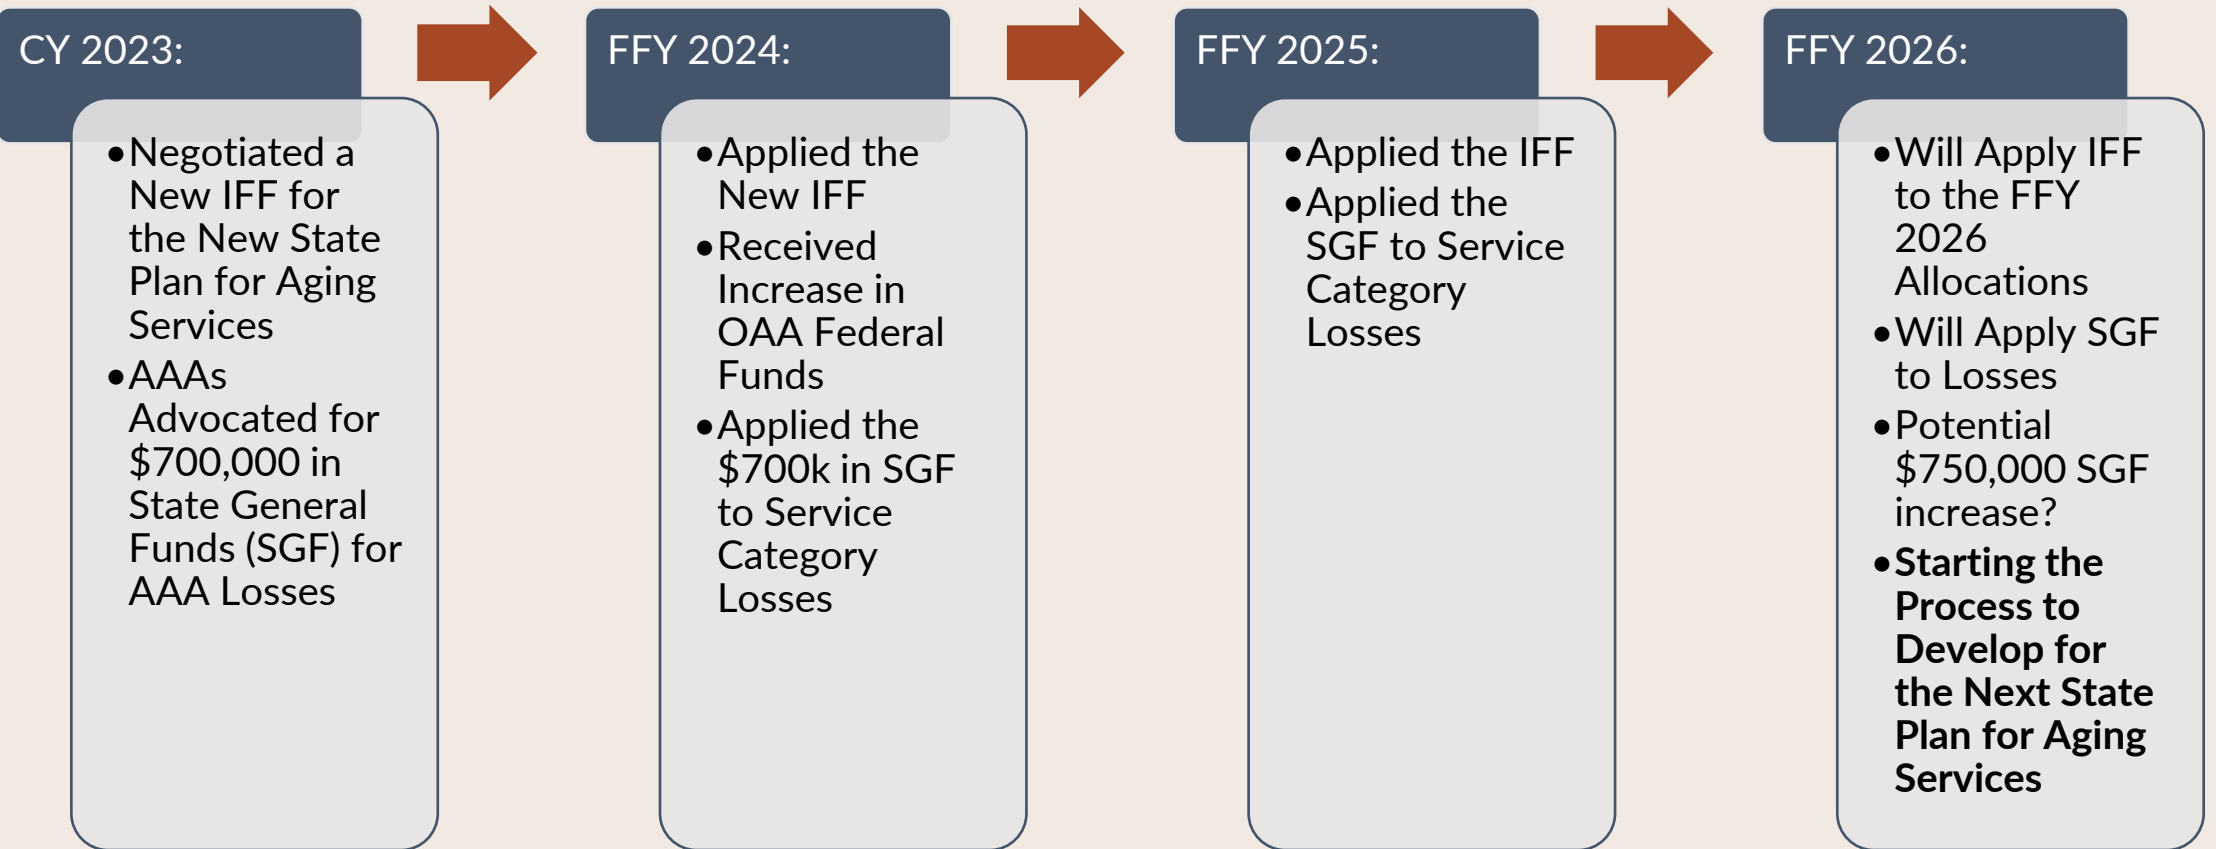 CY 2023:
•Negotiated a
New IFF for
the New State
Plan for Aging
Services
•AAAs
Advocated for
$700,000 in
State General
Funds (SGF) for
AAA Losses
FFY 2024:
•Applied the
New IFF
•Received
Increase in
OAA Federal
Funds
•Applied the
$700k in SGF
to Service
Category
Losses
FFY 2025:
•Applied the IFF
•Applied the
SGF to Service
Category
Losses
FFY 2026:
•Will Apply IFF
to the FFY
2026
Allocations
•Will Apply SGF
to Losses
•Potential
$750,000 SGF
increase?
•Starting the
Process to
Develop for
the Next State
Plan for Aging
Services